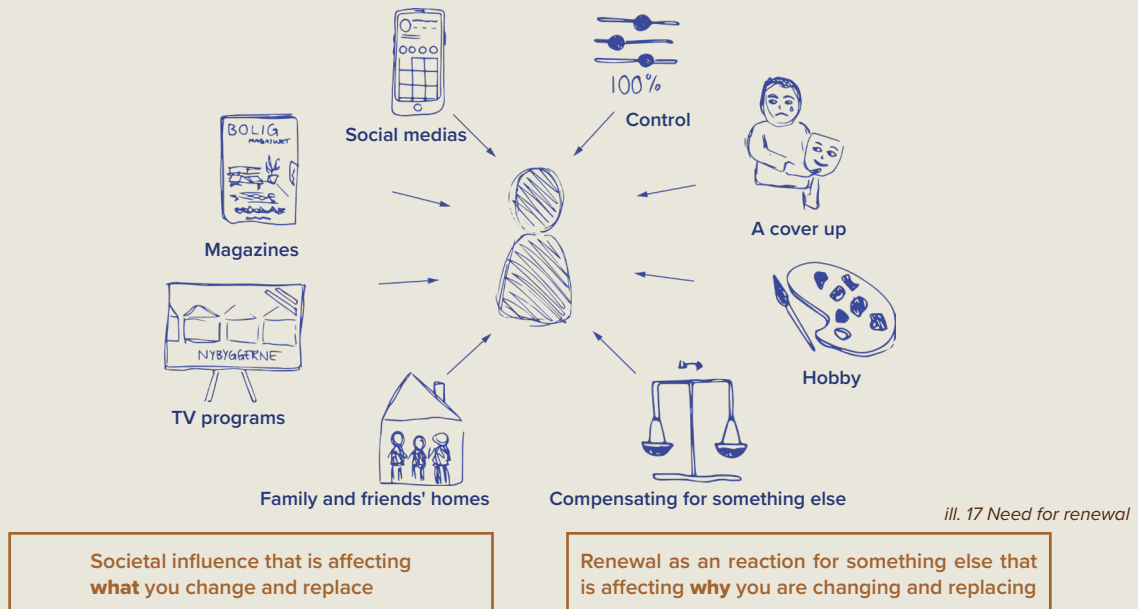 Social medias
100%
Control
BOLIG
MAGASINET
Magazines
A cover up
NYBYGGERNE
TV programs
Hobby
Family and friends' homes
Compensating for something else
ill. 17 Need for renewal
Societal influence that is affecting
what you change and replace
Renewal as an reaction for something else that
is affecting why you are changing and replacing